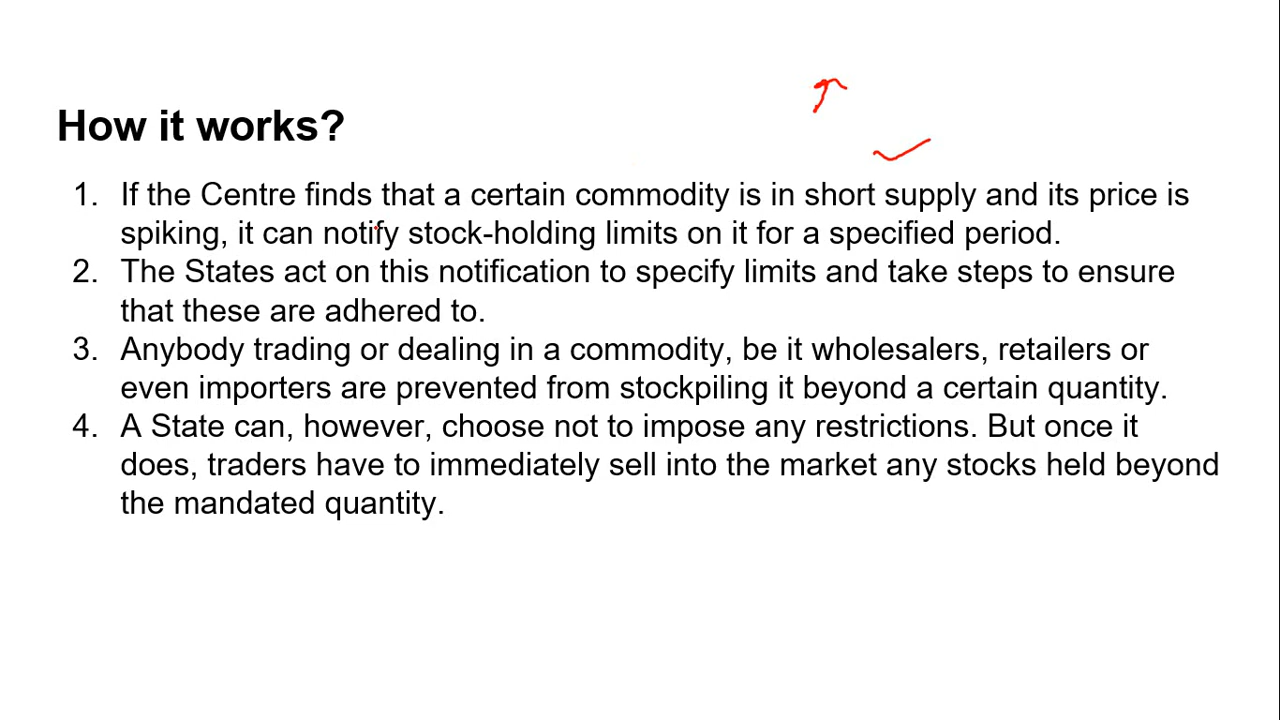 How it works?
1. If the Centre finds that a certain commodity is in short supply and its price is
spiking, it can notify stock-holding limits on it for a specified period.
2. The States act on this notification to specify limits and take steps to ensure
that these are adhered to.
3. Anybody trading or dealing in a commodity, be it wholesalers, retailers or
even importers are prevented from stockpiling it beyond a certain quantity.
4. A State can, however, choose not to impose any restrictions. But once it
does, traders have to immediately sell into the market any stocks held beyond
the mandated quantity.